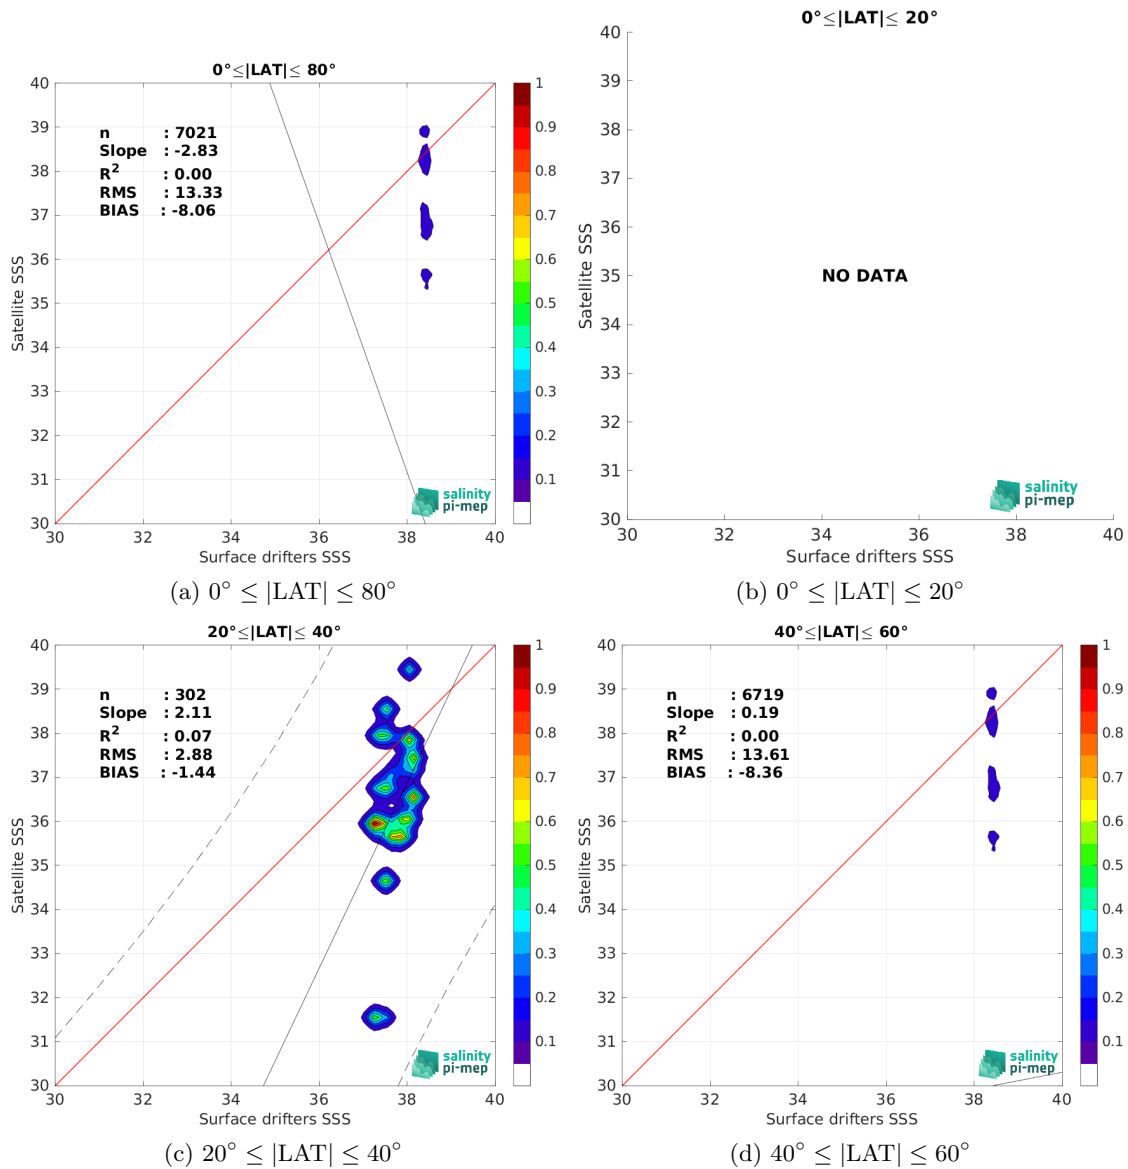 0°≤|LAT|≤ 80°
40
39
38
37
36
35
34
33
32
31
30
Satellite SSS
n : 7021
Slope : -2.83
R² : 0.00
RMS : 13.33
BIAS : -8.06
salinity
pi-mep
30 32 34 36 38 40
Surface drifters SSS
1
0.9
0.8
0.7
0.6
0.5
0.4
0.3
0.2
0.1
(a) 0° ≤ |LAT| ≤ 80°
0°≤|LAT|≤ 20°
40
39
38
37
36
35
34
33
32
31
30
Satellite SSS
NO DATA
salinity
pi-mep
30 32 34 36 38 40
Surface drifters SSS
(b) 0° ≤ |LAT| ≤ 20°
20°≤|LAT|≤ 40°
40
39
38
37
36
35
34
33
32
31
30
Satellite SSS
n : 302
Slope : 2.11
R² : 0.07
RMS : 2.88
BIAS : -1.44
salinity
pi-mep
30 32 34 36 38 40
Surface drifters SSS
1
0.9
0.8
0.7
0.6
0.5
0.4
0.3
0.2
0.1
(c) 20° ≤ |LAT| ≤ 40°
40°≤|LAT|≤ 60°
40
39
38
37
36
35
34
33
32
31
30
Satellite SSS
n : 6719
Slope : 0.19
R² : 0.00
RMS : 13.61
BIAS : -8.36
salinity
pi-mep
30 32 34 36 38 40
Surface drifters SSS
1
0.9
0.8
0.7
0.6
0.5
0.4
0.3
0.2
0.1
(d) 40° ≤ |LAT| ≤ 60°